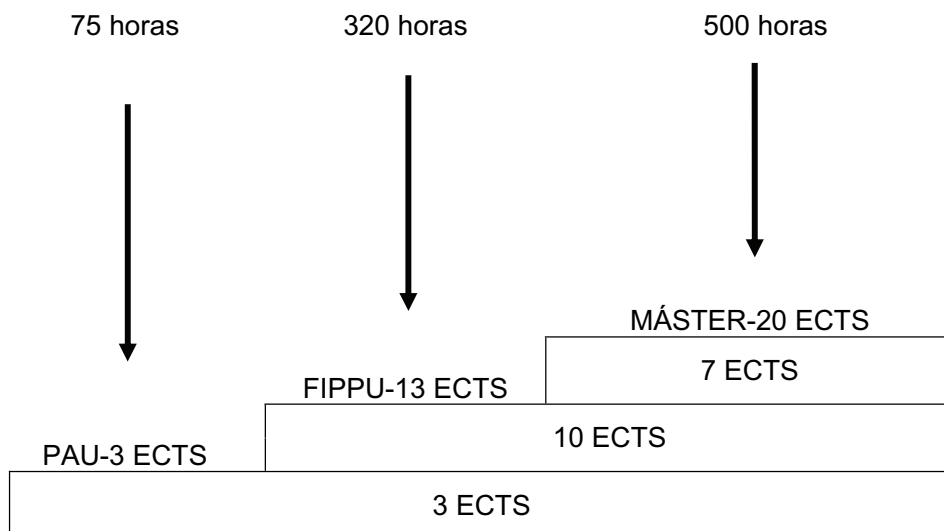 75 horas
320 horas
500 horas
MÁSTER-20 ECTS
7 ECTS
FIPPU-13 ECTS
10 ECTS
PAU-3 ECTS
3 ECTS